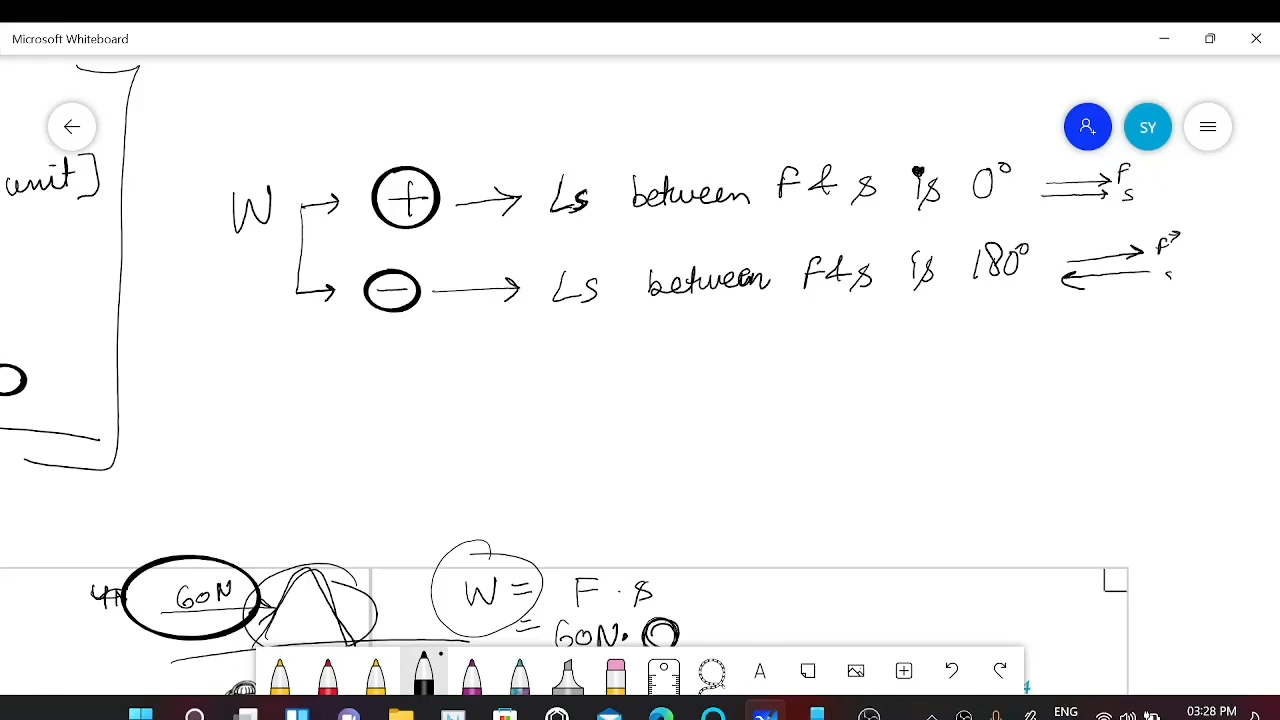 Microsoft Whiteboard
SY
unit]
W → + → ∠s between F & s is 0° F
s
− → ∠s between F & s is 180° F
60N
W = F . s
= 60N. O
A
ENG
03:28 PM